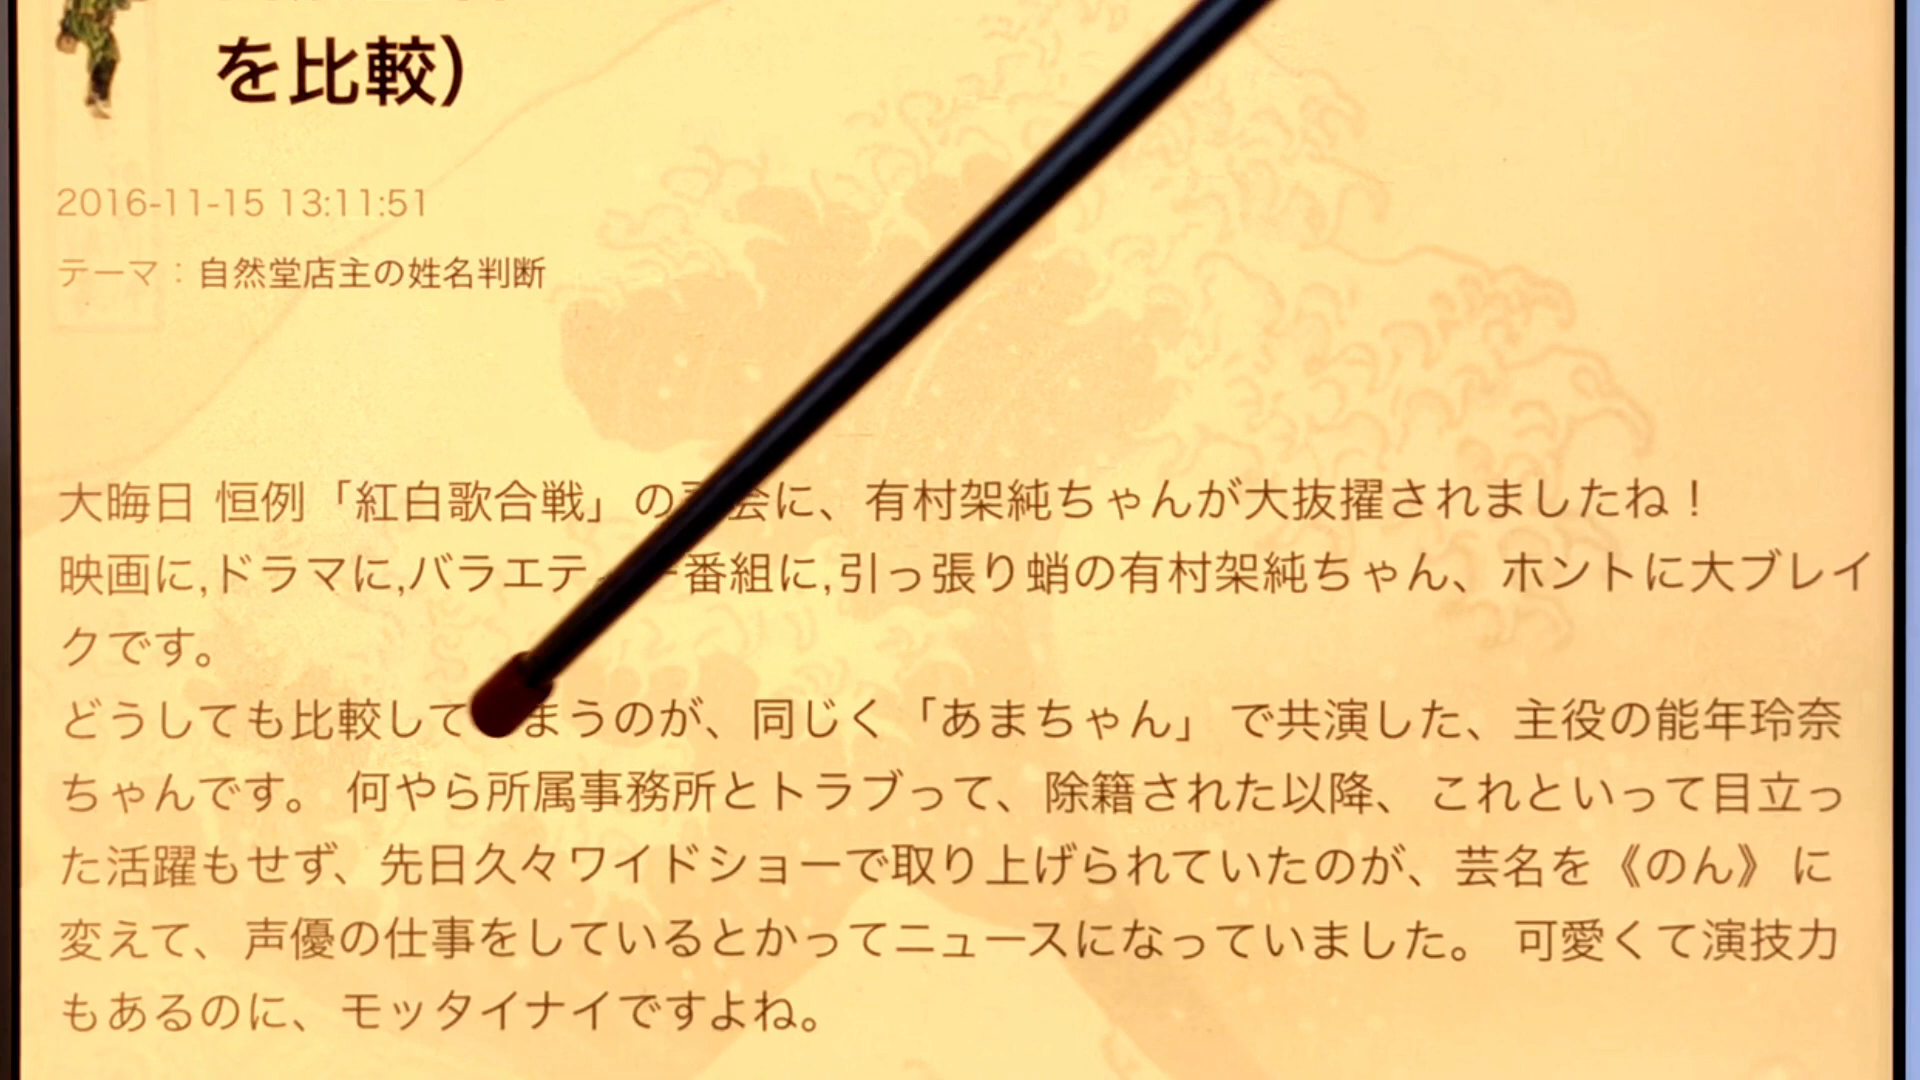 を比較）
2016-11-15 13:11:51
テーマ：自然堂店主の姓名判断
大晦日 恒例「紅白歌合戦」の 会に、有村架純ちゃんが大抜擢されましたね！
映画に,ドラマに,バラエティー番組に,引っ張り蛸の有村架純ちゃん、ホントに大ブレイ
クです。
どうしても比較して まうのが、同じく「あまちゃん」で共演した、主役の能年玲奈
ちゃんです。 何やら所属事務所とトラブって、除籍された以降、 これといって目立っ
た活躍もせず、先日久々ワイドショーで取り上げられていたのが、芸名を《のん》に
変えて、声優の仕事をしているとかってニュースになっていました。 可愛くて演技力
もあるのに、モッタイナイですよね。